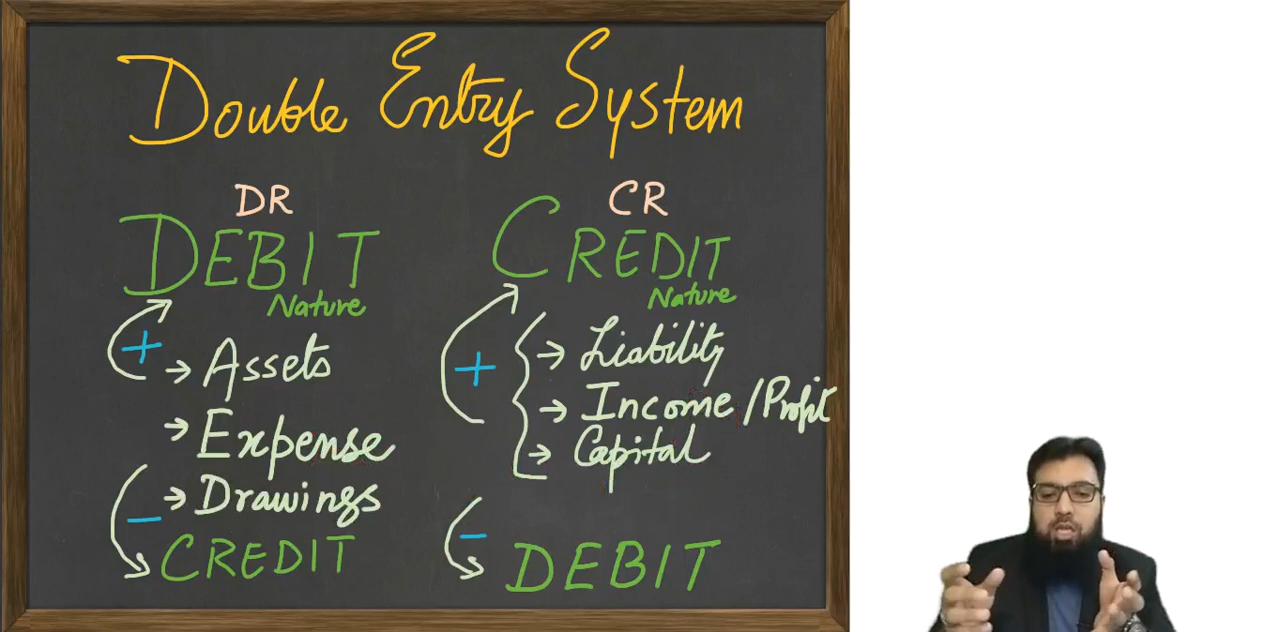 Double Entry System
DR
DEBIT
Nature
+
→ Assets
→ Expense
→ Drawings
−
CREDIT
CR
CREDIT
Nature
+
→ Liability
→ Income/Profit
→ Capital
−
DEBIT